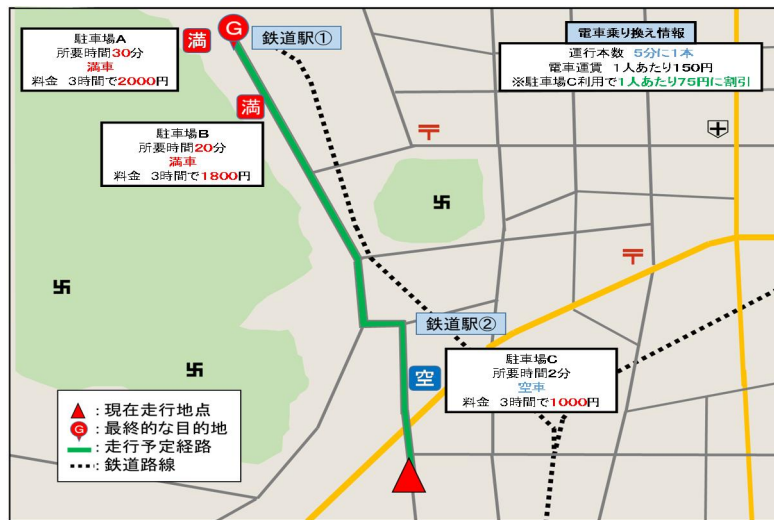 駐車場A
所要時間30分
満車
料金 3時間で2000円
満
G
鉄道駅①
電車乗り換え情報
運行本数 5分に1本
電車運賃 1人あたり150円
※駐車場C利用で1人あたり75円に割引
満
駐車場B
所要時間20分
満車
料金 3時間で1800円
鉄道駅②
空
駐車場C
所要時間2分
空車
料金 3時間で1000円
:現在走行地点
G:最終的な目的地
:走行予定経路
:鉄道路線